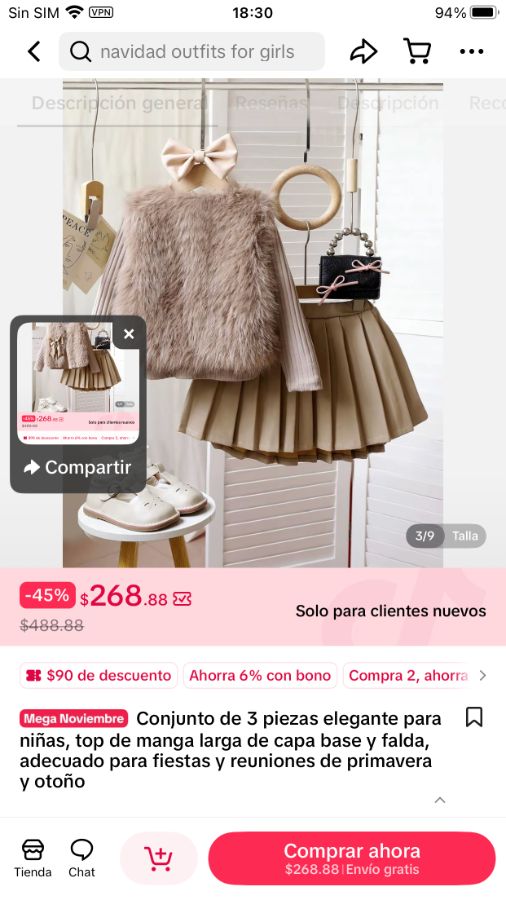 Sin SIM VPN 18:30 94%
navidad outfits for girls
Descripción general Reseñas Descripción
PEACE
-45% $268.88
Compartir
3/9 Talla
-45% $268.88
Solo para clientes nuevos
$488.88
$90 de descuento Ahorra 6% con bono Compra 2, ahorra
Mega Noviembre Conjunto de 3 piezas elegante para
niñas, top de manga larga de capa base y falda,
adecuado para fiestas y reuniones de primavera
y otoño
Tienda Chat
Comprar ahora
$268.88 | Envío gratis